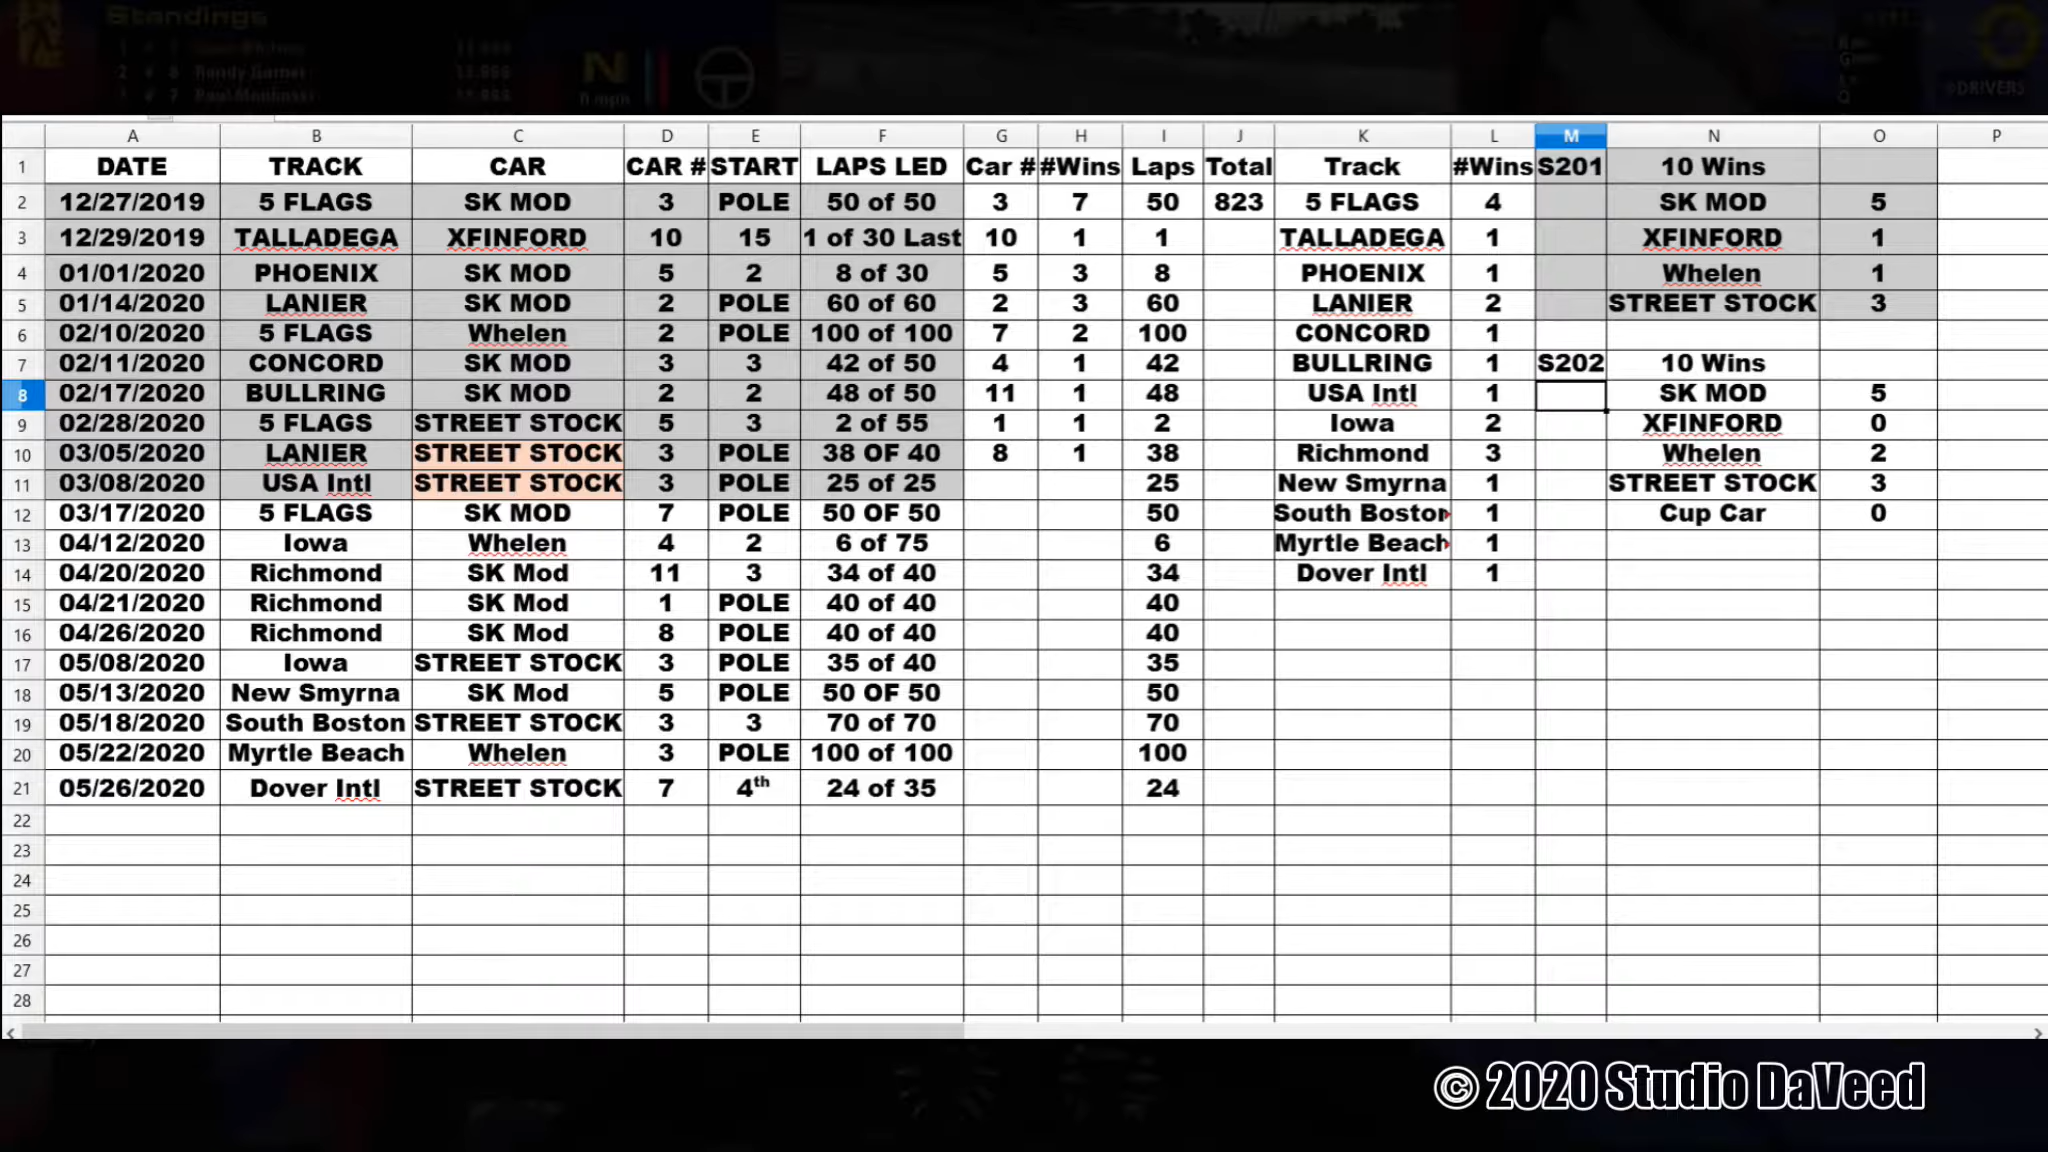 Standings
Randy Garner
N
0 mph
DRIVERS
A B C D E F G H I J K L M N O P
1 DATE TRACK CAR CAR # START LAPS LED Car # #Wins Laps Total Track #Wins S201 10 Wins
2 12/27/2019 5 FLAGS SK MOD 3 POLE 50 of 50 3 7 50 823 5 FLAGS 4 SK MOD 5
3 12/29/2019 TALLADEGA XFINFORD 10 15 1 of 30 Last 10 1 1 TALLADEGA 1 XFINFORD 1
4 01/01/2020 PHOENIX SK MOD 5 2 8 of 30 5 3 8 PHOENIX 1 Whelen 1
5 01/14/2020 LANIER SK MOD 2 POLE 60 of 60 2 3 60 LANIER 2 STREET STOCK 3
6 02/10/2020 5 FLAGS Whelen 2 POLE 100 of 100 7 2 100 CONCORD 1
7 02/11/2020 CONCORD SK MOD 3 3 42 of 50 4 1 42 BULLRING 1 S202 10 Wins
8 02/17/2020 BULLRING SK MOD 2 2 48 of 50 11 1 48 USA Intl 1 SK MOD 5
9 02/28/2020 5 FLAGS STREET STOCK 5 3 2 of 55 1 1 2 Iowa 2 XFINFORD 0
10 03/05/2020 LANIER STREET STOCK 3 POLE 38 OF 40 8 1 38 Richmond 3 Whelen 2
11 03/08/2020 USA Intl STREET STOCK 3 POLE 25 of 25 25 New Smyrna 1 STREET STOCK 3
12 03/17/2020 5 FLAGS SK MOD 7 POLE 50 OF 50 50 South Boston 1 Cup Car 0
13 04/12/2020 Iowa Whelen 4 2 6 of 75 6 Myrtle Beach 1
14 04/20/2020 Richmond SK Mod 11 3 34 of 40 34 Dover Intl 1
15 04/21/2020 Richmond SK Mod 1 POLE 40 of 40 40
16 04/26/2020 Richmond SK Mod 8 POLE 40 of 40 40
17 05/08/2020 Iowa STREET STOCK 3 POLE 35 of 40 35
18 05/13/2020 New Smyrna SK Mod 5 POLE 50 OF 50 50
19 05/18/2020 South Boston STREET STOCK 3 3 70 of 70 70
20 05/22/2020 Myrtle Beach Whelen 3 POLE 100 of 100 100
21 05/26/2020 Dover Intl STREET STOCK 7 4th 24 of 35 24
22
23
24
25
26
27
28
© 2020 Studio DaVeed